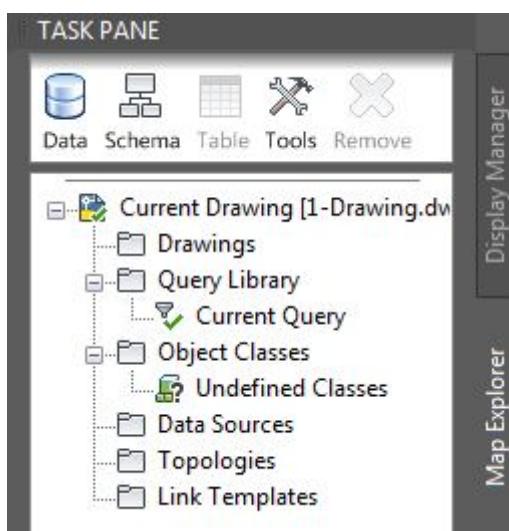 TASK PANE
Data Schema Table Tools Remove
Current Drawing [1-Drawing.dw
Drawings
Query Library
Current Query
Object Classes
Undefined Classes
Data Sources
Topologies
Link Templates
Display Manager
Map Explorer